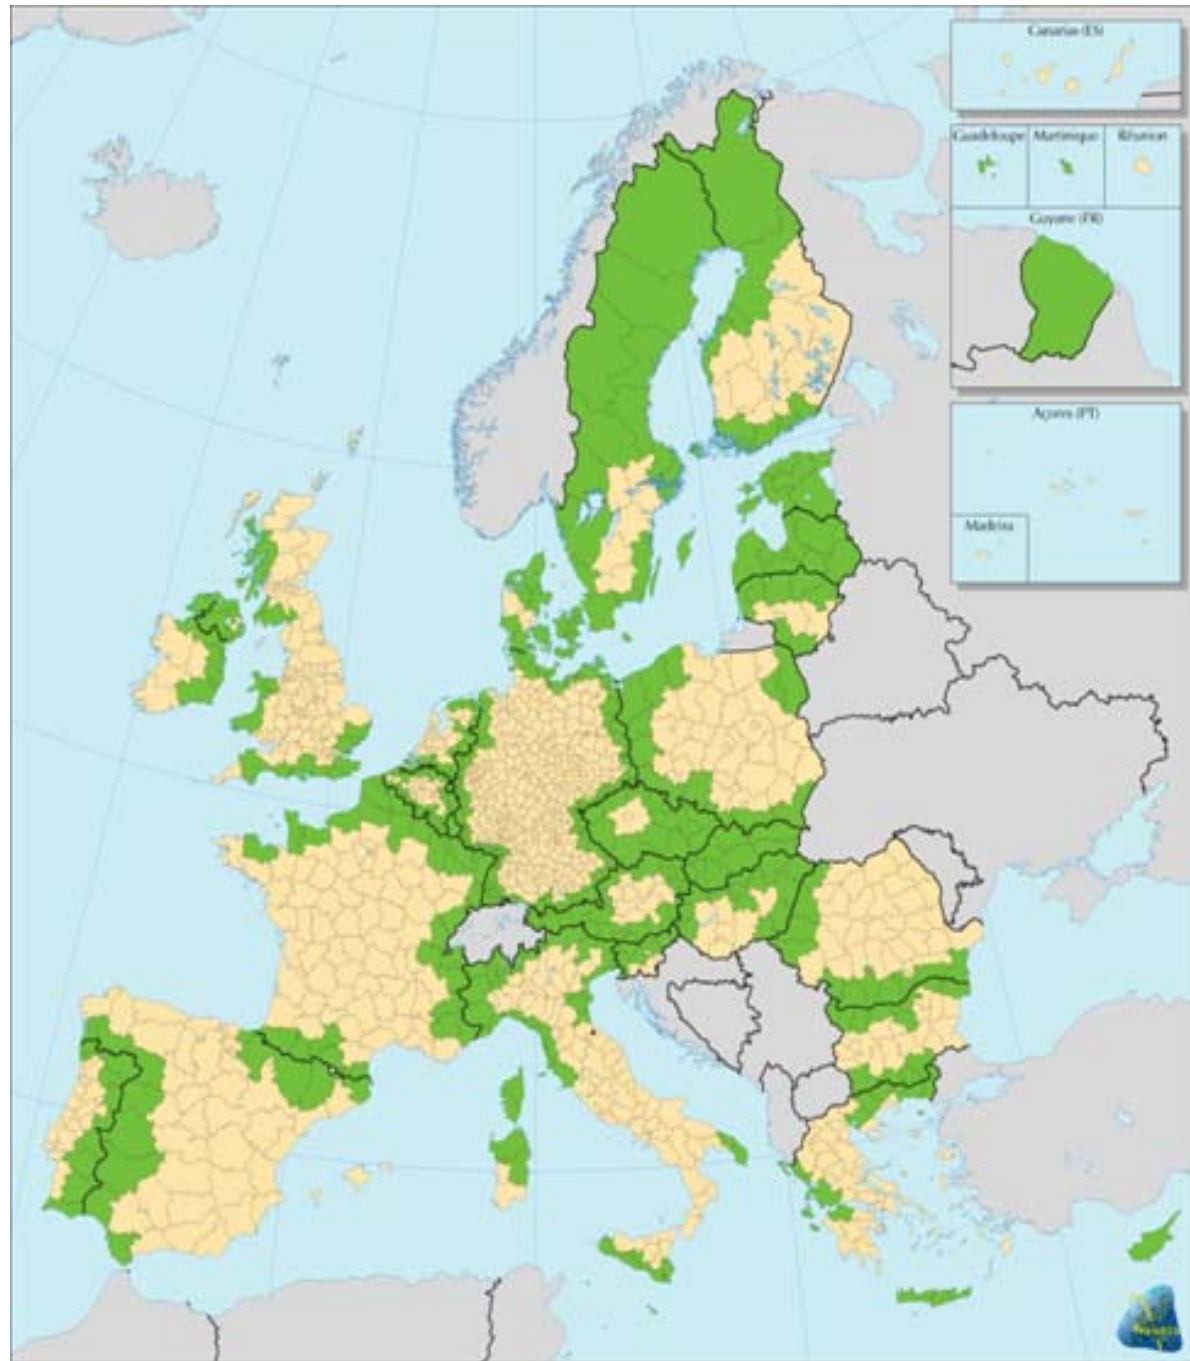 Canarias (ES)
Guadeloupe Martinique Réunion
Guyane (FR)
Açores (PT)
Madeira